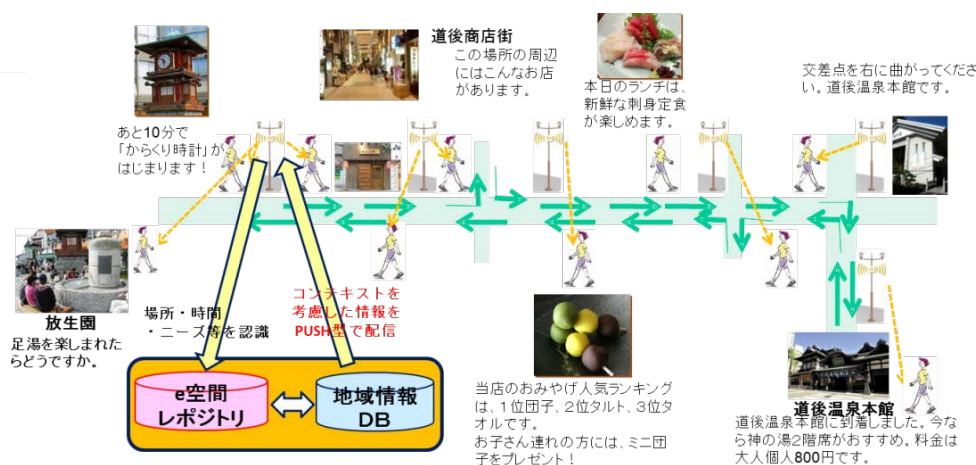 道後商店街
この場所の周辺
にはこんなお店
があります。
本日のランチは、
新鮮な刺身定食
が楽しめます。
交差点を右に曲がってくださ
い。道後温泉本館です。
あと10分で
「からくり時計」が
はじまります！
放生園
足湯を楽しまれた
らどうですか。
場所・時間
・ニーズ等を認識
コンテキストを
考慮した情報を
PUSH型で配信
e空間
レポジトリ
地域情報
DB
当店のおみやげ人気ランキング
は、1位団子、2位タルト、3位タ
オルです。
お子さん連れの方には、ミニ団
子をプレゼント！
道後温泉本館
道後温泉本館に到着しました。今な
ら神の湯2階席がおすすめ。料金は
大人個人800円です。